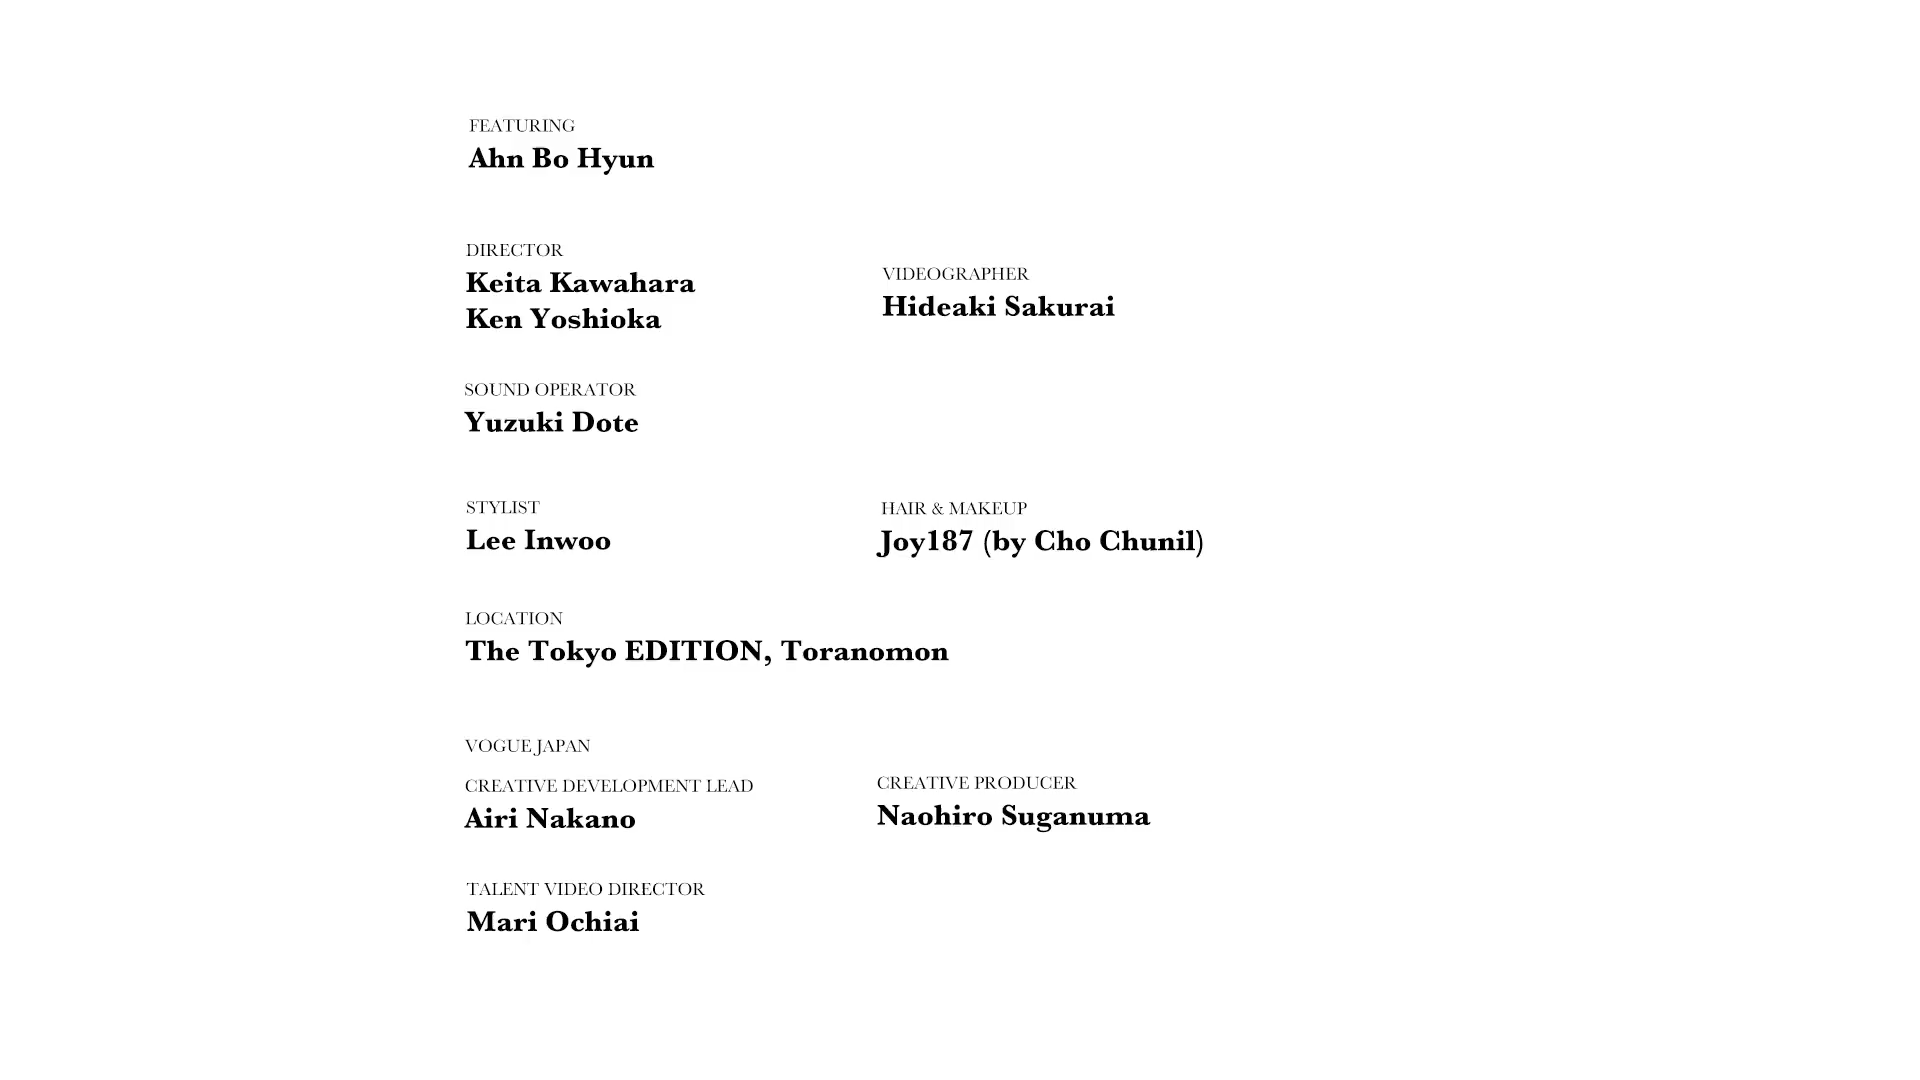 FEATURING
Ahn Bo Hyun
DIRECTOR
Keita Kawahara
Ken Yoshioka
VIDEOGRAPHER
Hideaki Sakurai
SOUND OPERATOR
Yuzuki Dote
STYLIST
Lee Inwoo
HAIR & MAKEUP
Joy187 (by Cho Chunil)
LOCATION
The Tokyo EDITION, Toranomon
VOGUE JAPAN
CREATIVE DEVELOPMENT LEAD
Airi Nakano
CREATIVE PRODUCER
Naohiro Suganuma
TALENT VIDEO DIRECTOR
Mari Ochiai